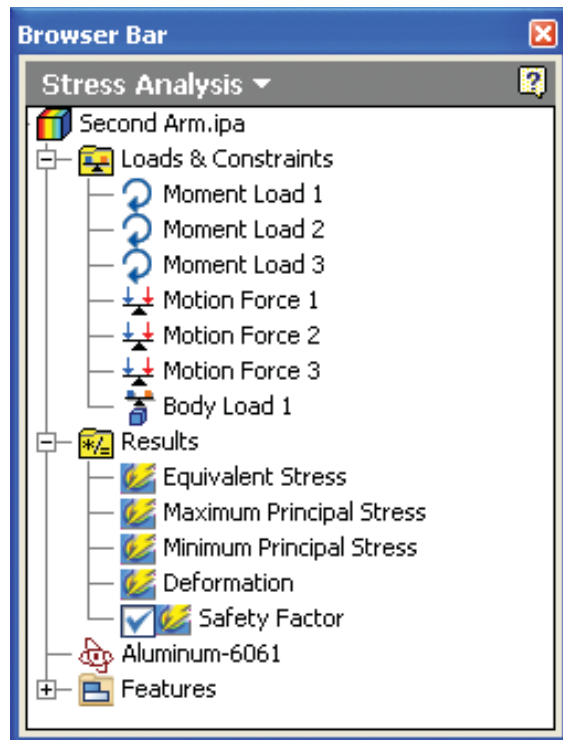 Browser Bar
Stress Analysis
Second Arm.ipa
Loads & Constraints
Moment Load 1
Moment Load 2
Moment Load 3
Motion Force 1
Motion Force 2
Motion Force 3
Body Load 1
Results
Equivalent Stress
Maximum Principal Stress
Minimum Principal Stress
Deformation
Safety Factor
Aluminum-6061
Features